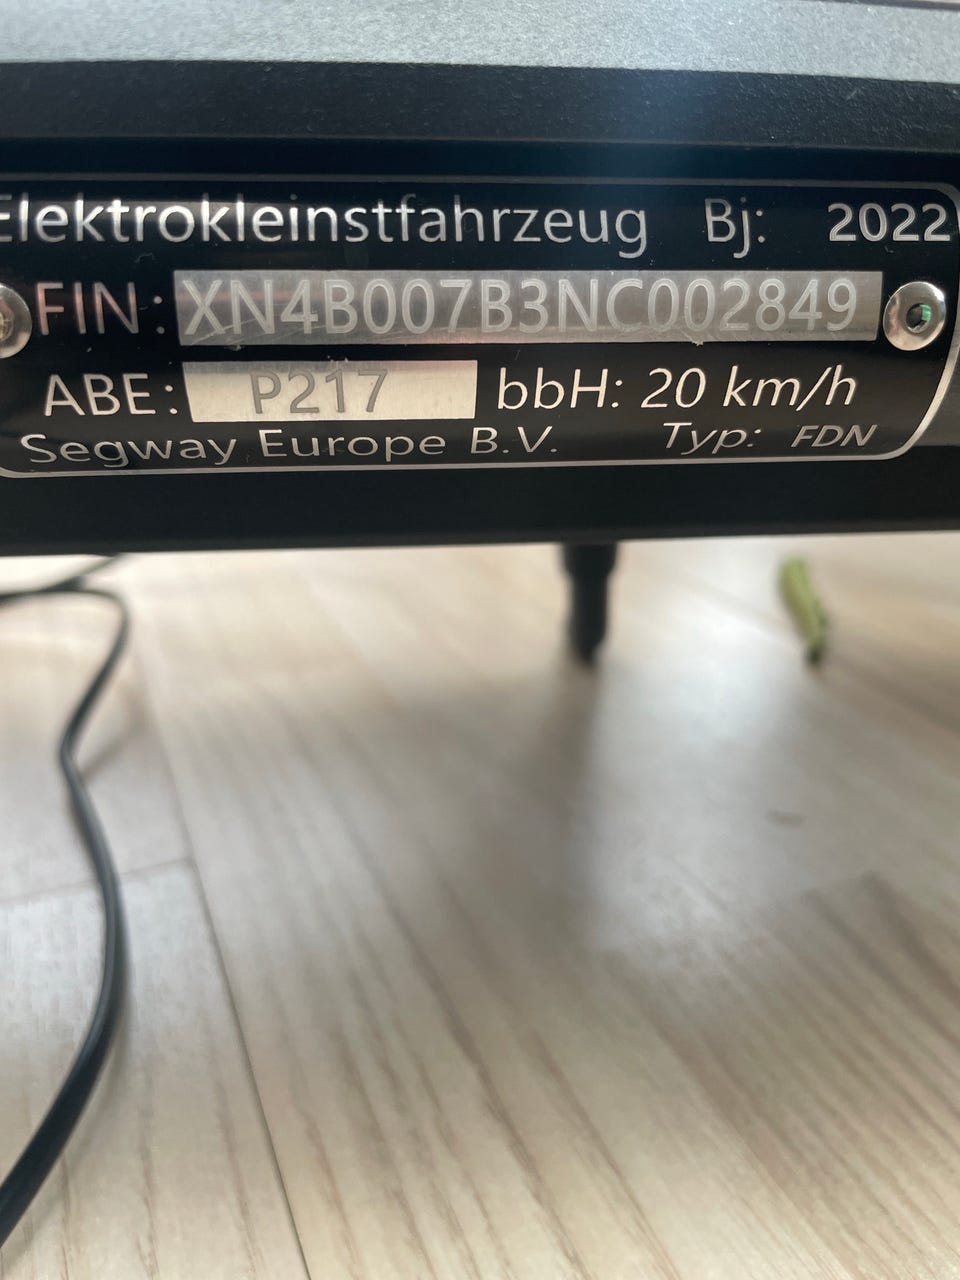 Elektrokleinstfahrzeug Bj: 2022
FIN: XN4B007B3NC002849
ABE: P217 bbH: 20 km/h
Segway Europe B.V. Typ: FDN